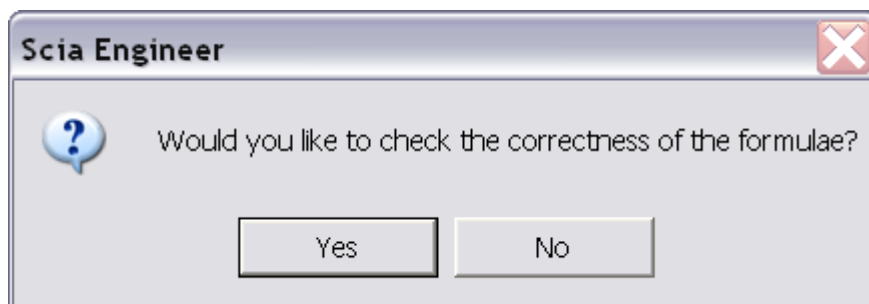 Scia Engineer
Would you like to check the correctness of the formulae?
Yes No